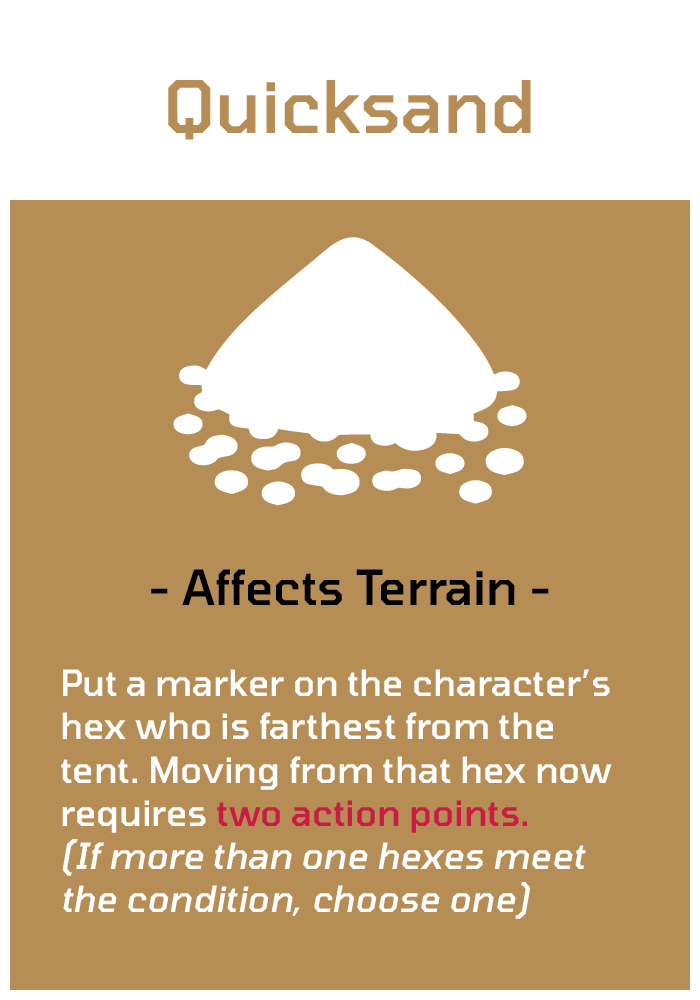 Quicksand
- Affects Terrain -
Put a marker on the character’s
hex who is farthest from the
tent. Moving from that hex now
requires two action points.
(If more than one hexes meet
the condition, choose one)